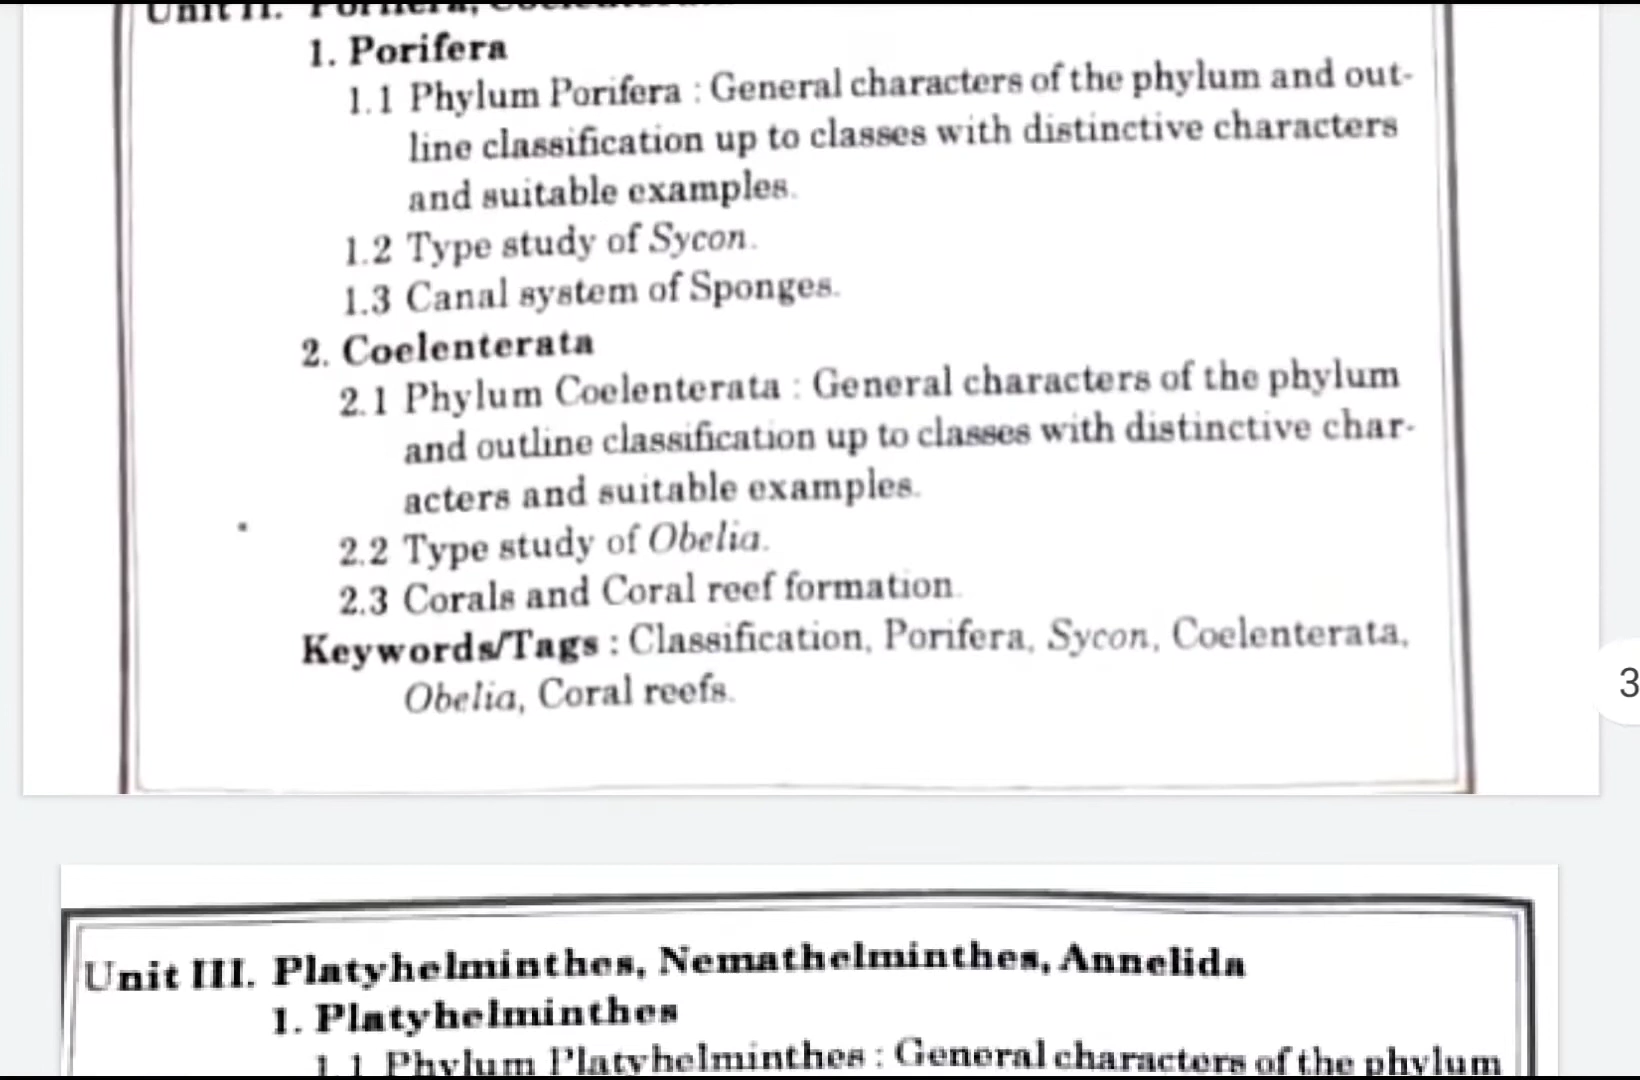 Unit II. Porifera, Coelenterata
1. Porifera
1.1 Phylum Porifera : General characters of the phylum and out-
line classification up to classes with distinctive characters
and suitable examples.
1.2 Type study of Sycon.
1.3 Canal system of Sponges.
2. Coelenterata
2.1 Phylum Coelenterata : General characters of the phylum
and outline classification up to classes with distinctive char-
acters and suitable examples.
2.2 Type study of Obelia.
2.3 Corals and Coral reef formation.
Keywords/Tags : Classification, Porifera, Sycon, Coelenterata,
Obelia, Coral reefs.
3
Unit III. Platyhelminthes, Nemathelminthes, Annelida
1. Platyhelminthes
1.1 Phylum Platyhelminthes : General characters of the phylum